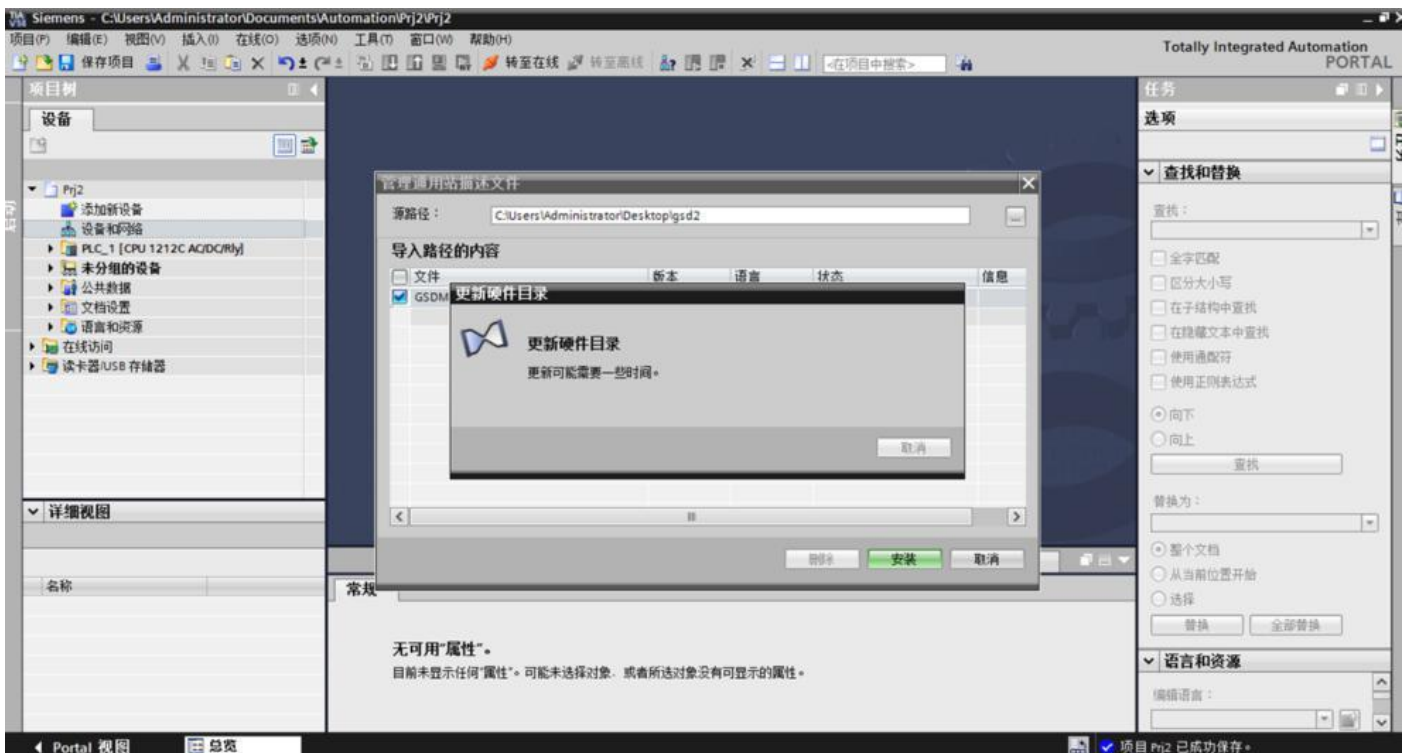 Siemens - C:\Users\Administrator\Documents\Automation\Prj2\Prj2
项目(P) 编辑(E) 视图(V) 插入(I) 在线(O) 选项(N) 工具(T) 窗口(W) 帮助(H)
Totally Integrated Automation
PORTAL
保存项目 转至在线 转至离线 <在项目中搜索>
项目树
设备
Prj2
添加新设备
设备和网络
PLC_1 [CPU 1212C AC/DC/Rly]
未分组的设备
公共数据
文档设置
语言和资源
在线访问
读卡器/USB 存储器
详细视图
名称
管理通用站描述文件
源路径： C:\Users\Administrator\Desktop\gsd2
导入路径的内容
文件 版本 语言 状态 信息
GSDM
更新硬件目录
更新硬件目录
更新可能需要一些时间。
取消
删除 安装 取消
常规
无可用"属性"。
目前未显示任何"属性"。可能未选择对象，或者所选对象没有可显示的属性。
任务
选项
查找和替换
查找：
全字匹配
区分大小写
在子结构中查找
在隐藏文本中查找
使用通配符
使用正则表达式
向下
向上
查找
替换为：
整个文档
从当前位置开始
选择
替换 全部替换
语言和资源
编辑语言：
Portal 视图 总览
项目 Prj2 已成功保存。